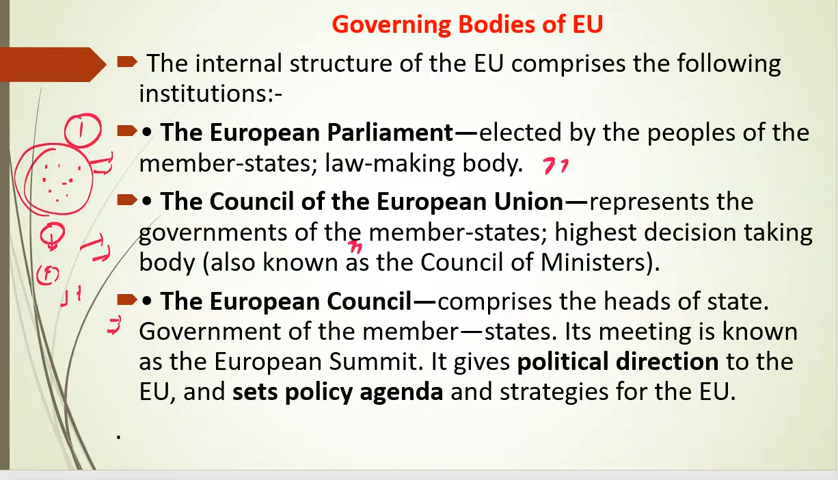 Governing Bodies of EU
The internal structure of the EU comprises the following
institutions:-
• The European Parliament—elected by the peoples of the
member-states; law-making body.
• The Council of the European Union—represents the
governments of the member-states; highest decision taking
body (also known as the Council of Ministers).
• The European Council—comprises the heads of state.
Government of the member—states. Its meeting is known
as the European Summit. It gives political direction to the
EU, and sets policy agenda and strategies for the EU.
.